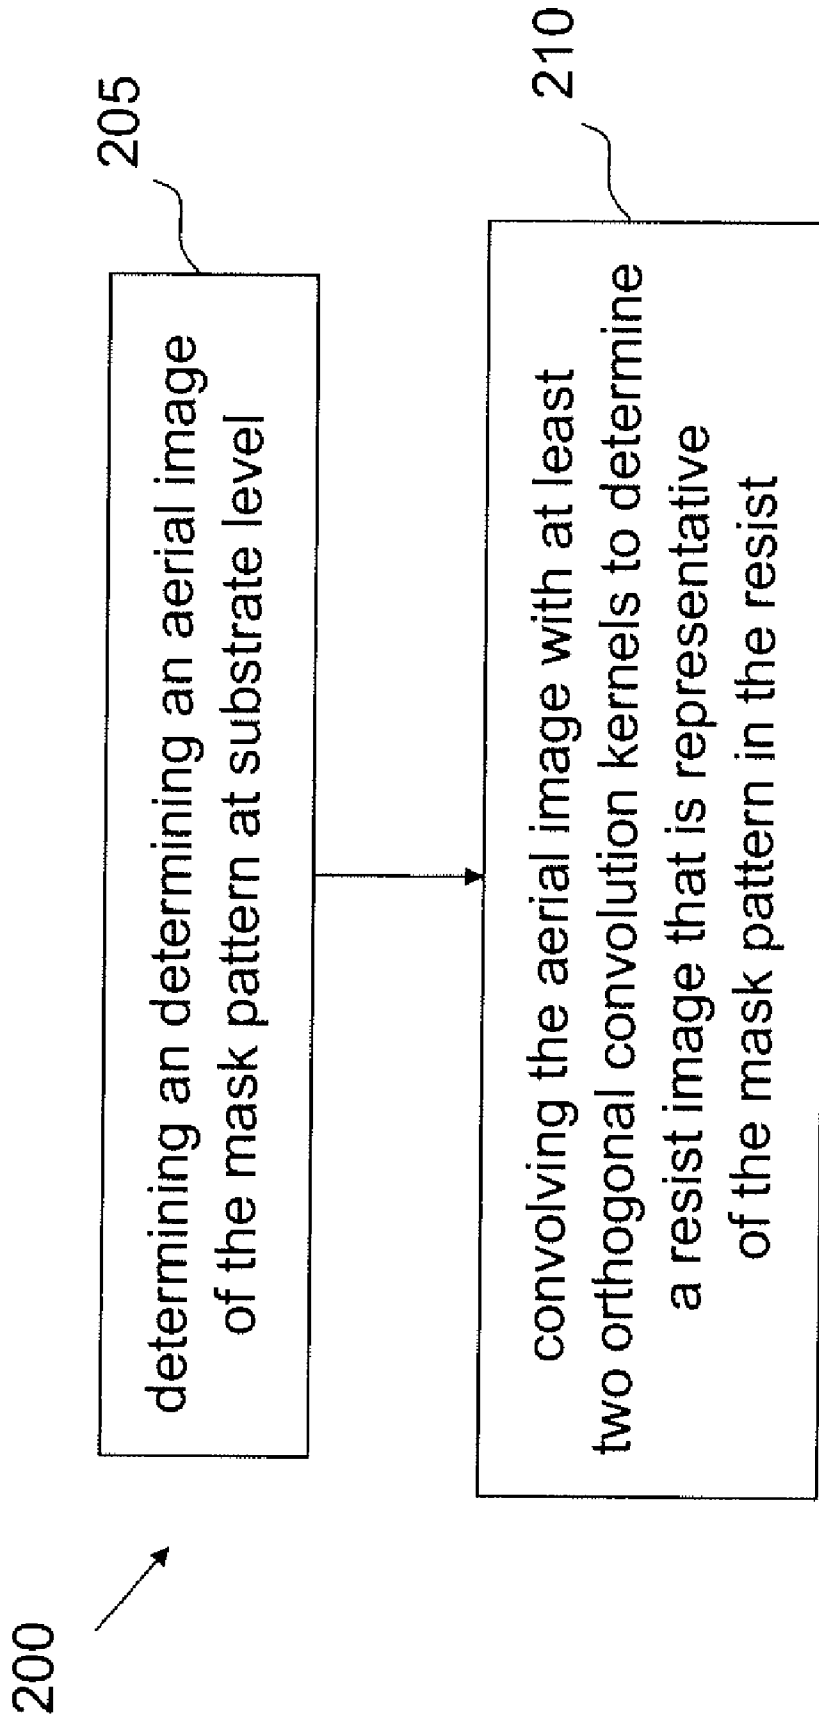 200
205
determining an determining an aerial image
of the mask pattern at substrate level
210
convolving the aerial image with at least
two orthogonal convolution kernels to determine
a resist image that is representative
of the mask pattern in the resist